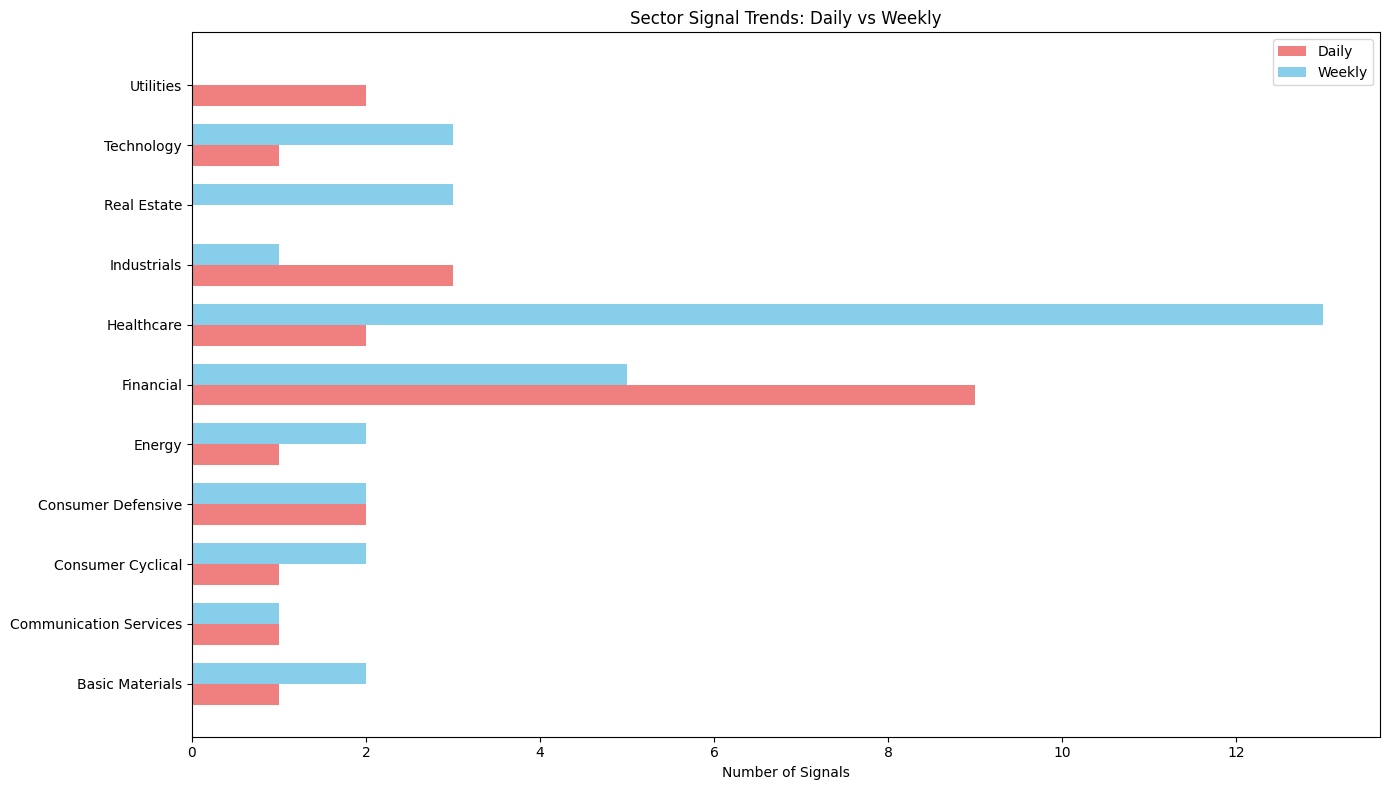 Sector Signal Trends: Daily vs Weekly
Daily
Weekly
Utilities
Technology
Real Estate
Industrials
Healthcare
Financial
Energy
Consumer Defensive
Consumer Cyclical
Communication Services
Basic Materials
0 2 4 6 8 10 12
Number of Signals